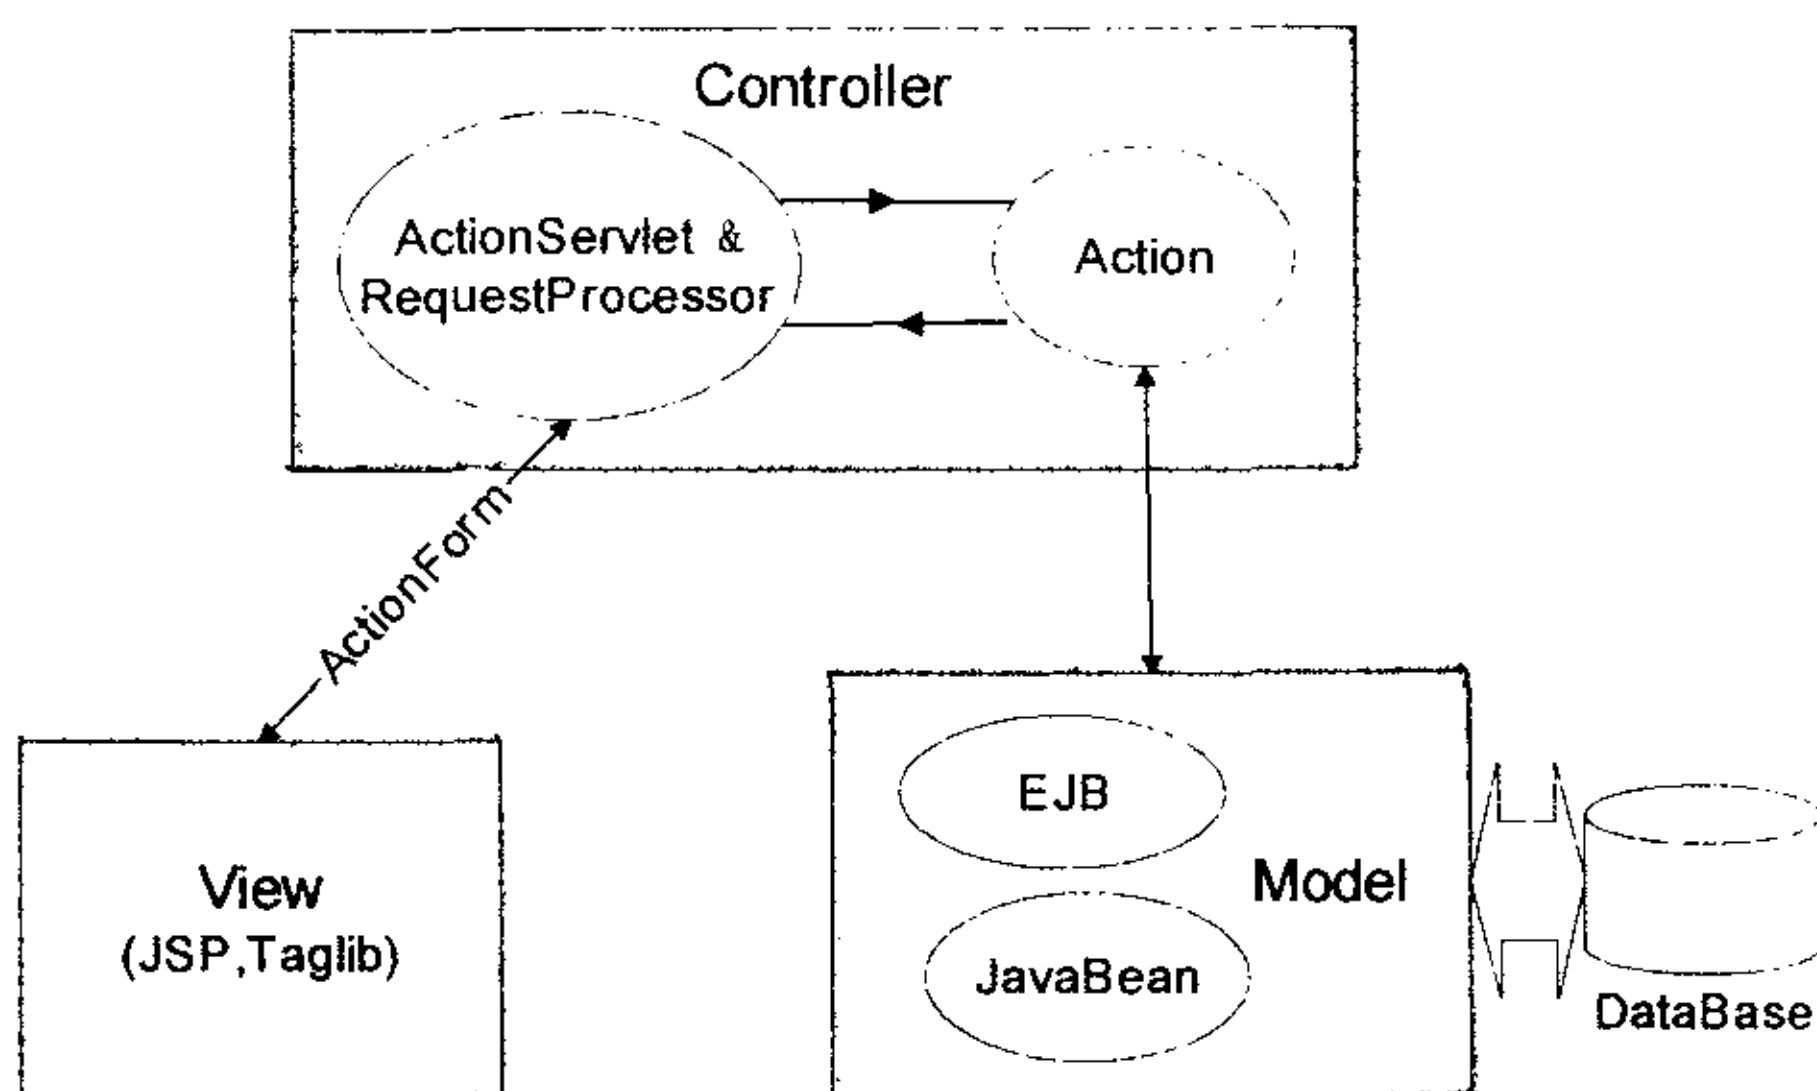 Controller
ActionServlet &
RequestProcessor
Action
ActionForm
View
(JSP,Taglib)
EJB
Model
JavaBean
DataBase